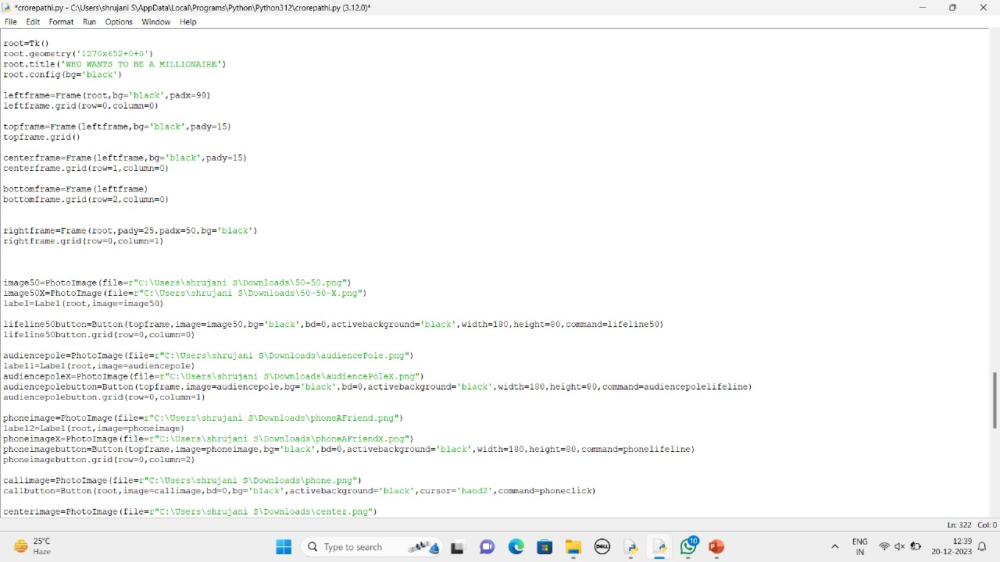 *crorepathi.py - C:\Users\shrujani S\AppData\Local\Programs\Python\Python312\crorepathi.py (3.12.0)*
File Edit Format Run Options Window Help
root=Tk()
root.geometry('1270x652+0+0')
root.title('WHO WANTS TO BE A MILLIONAIRE')
root.config(bg='black')
leftframe=Frame(root,bg='black',padx=90)
leftframe.grid(row=0,column=0)
topframe=Frame(leftframe,bg='black',pady=15)
topframe.grid()
centerframe=Frame(leftframe,bg='black',pady=15)
centerframe.grid(row=1,column=0)
bottomframe=Frame(leftframe)
bottomframe.grid(row=2,column=0)
rightframe=Frame(root,pady=25,padx=50,bg='black')
rightframe.grid(row=0,column=1)
image50=PhotoImage(file=r"C:\Users\shrujani S\Downloads\50-50.png")
image50X=PhotoImage(file=r"C:\Users\shrujani S\Downloads\50-50-X.png")
label=Label(root,image=image50)
lifeline50button=Button(topframe,image=image50,bg='black',bd=0,activebackground='black',width=180,height=80,command=lifeline50)
lifeline50button.grid(row=0,column=0)
audiencepole=PhotoImage(file=r"C:\Users\shrujani S\Downloads\audiencePole.png")
label1=Label(root,image=audiencepole)
audiencepoleX=PhotoImage(file=r"C:\Users\shrujani S\Downloads\audiencePoleX.png")
audiencepolebutton=Button(topframe,image=audiencepole,bg='black',bd=0,activebackground='black',width=180,height=80,command=audiencepolelifeline)
audiencepolebutton.grid(row=0,column=1)
phoneimage=PhotoImage(file=r"C:\Users\shrujani S\Downloads\phoneAFriend.png")
label2=Label(root,image=phoneimage)
phoneimageX=PhotoImage(file=r"C:\Users\shrujani S\Downloads\phoneAFriendX.png")
phoneimagebutton=Button(topframe,image=phoneimage,bg='black',bd=0,activebackground='black',width=180,height=80,command=phonelifeline)
phoneimagebutton.grid(row=0,column=2)
callimage=PhotoImage(file=r"C:\Users\shrujani S\Downloads\phone.png")
callbutton=Button(root,image=callimage,bd=0,bg='black',activebackground='black',cursor='hand2',command=phoneclick)
centerimage=PhotoImage(file=r"C:\Users\shrujani S\Downloads\center.png")
Ln: 322 Col: 0
25°C
Haze
Type to search
DELL
10
P
ENG
IN
12:39
20-12-2023